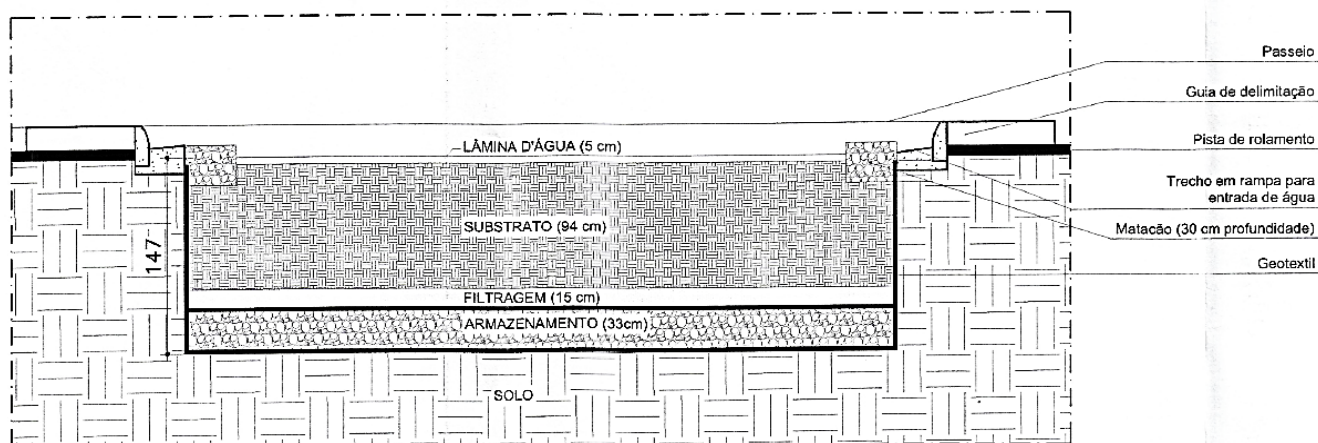 Passeio
Guia de delimitação
LÂMINA D'ÁGUA (5 cm)
Pista de rolamento
Trecho em rampa para
entrada de água
SUBSTRATO (94 cm)
Matacão (30 cm profundidade)
147
Geotextil
FILTRAGEM (15 cm)
ARMAZENAMENTO (33cm)
SOLO